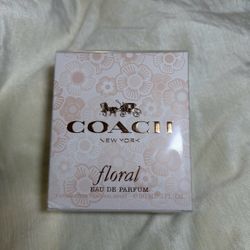 COACH
NEW YORK
floral
EAU DE PARFUM